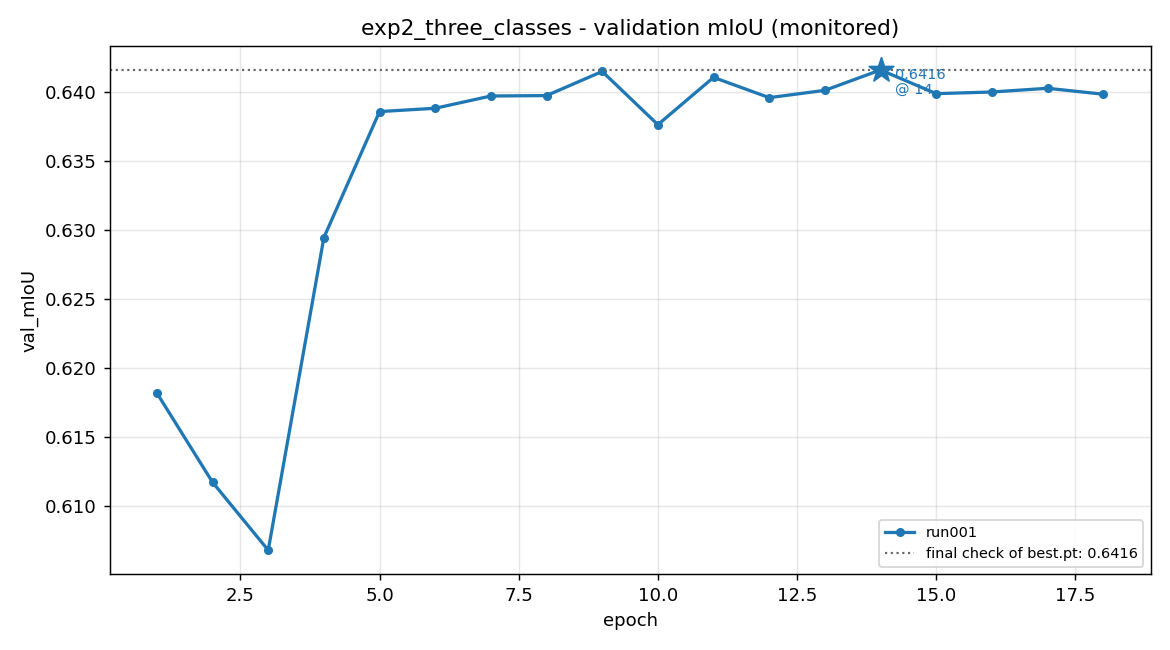 exp2_three_classes - validation mIoU (monitored)
0.6416
@ 14
0.640
0.635
0.630
0.625
0.620
0.615
0.610
val_mIoU
2.5 5.0 7.5 10.0 12.5 15.0 17.5
epoch
run001
final check of best.pt: 0.6416